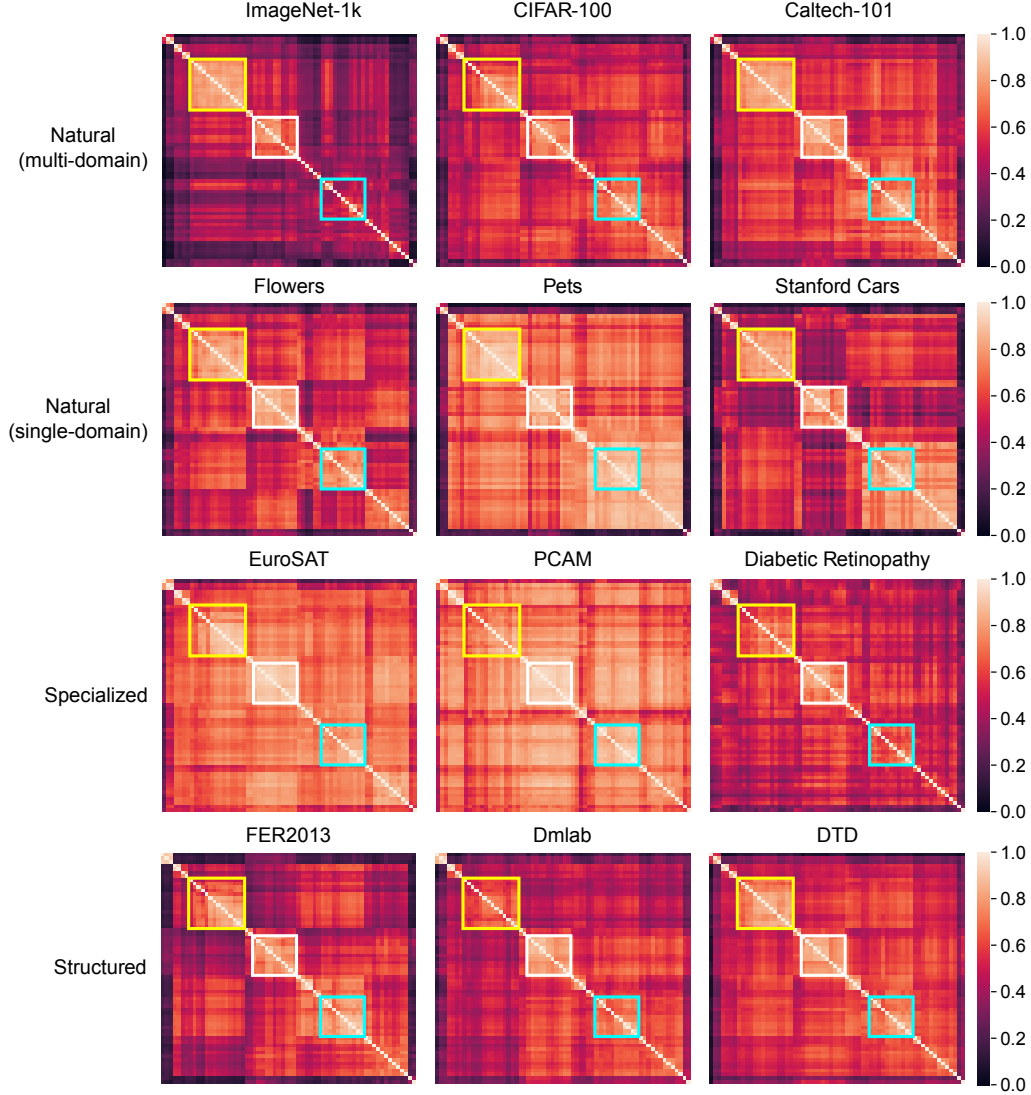 ImageNet-1k
CIFAR-100
Caltech-101
Natural
(multi-domain)
1.0
0.8
0.6
0.4
0.2
0.0
Flowers
Pets
Stanford Cars
Natural
(single-domain)
1.0
0.8
0.6
0.4
0.2
0.0
EuroSAT
PCAM
Diabetic Retinopathy
Specialized
1.0
0.8
0.6
0.4
0.2
0.0
FER2013
Dmlab
DTD
Structured
1.0
0.8
0.6
0.4
0.2
0.0